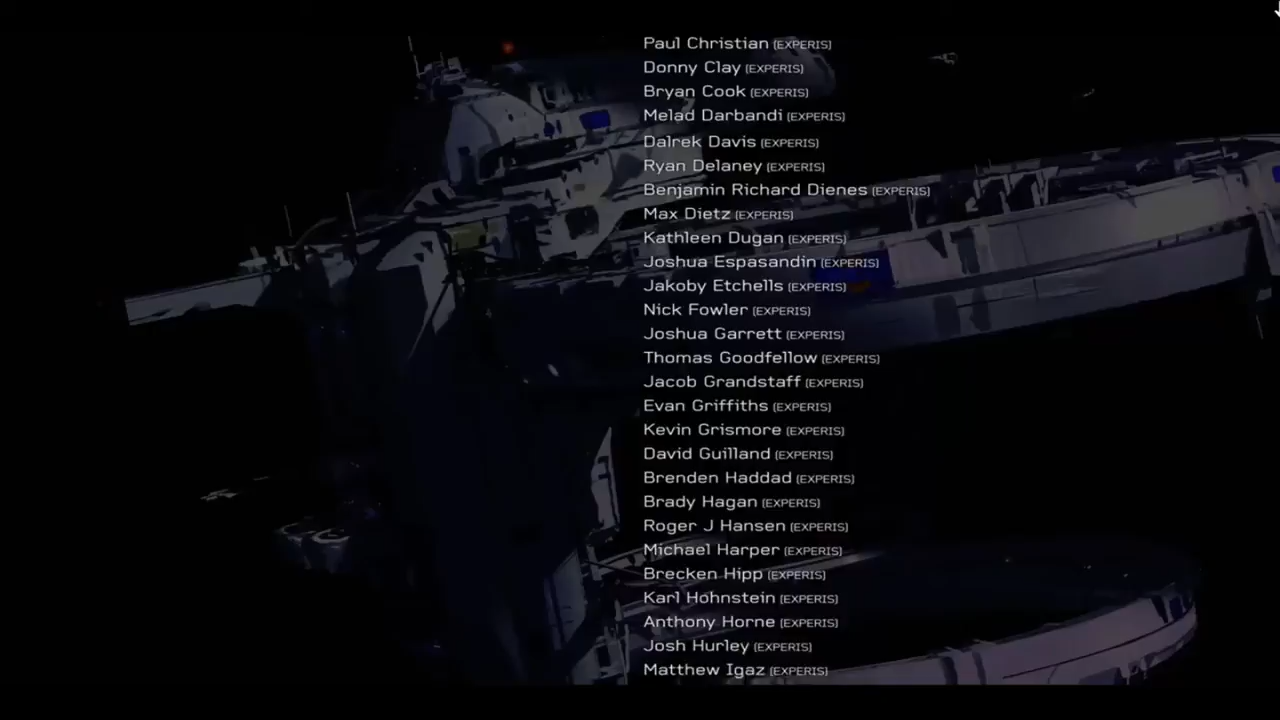 Paul Christian (EXPERIS)
Donny Clay (EXPERIS)
Bryan Cook (EXPERIS)
Melad Darbandi (EXPERIS)
Dalrek Davis (EXPERIS)
Ryan Delaney (EXPERIS)
Benjamin Richard Dienes (EXPERIS)
Max Dietz (EXPERIS)
Kathleen Dugan (EXPERIS)
Joshua Espasandin (EXPERIS)
Jakoby Etchells (EXPERIS)
Nick Fowler (EXPERIS)
Joshua Garrett (EXPERIS)
Thomas Goodfellow (EXPERIS)
Jacob Grandstaff (EXPERIS)
Evan Griffiths (EXPERIS)
Kevin Grismore (EXPERIS)
David Guilland (EXPERIS)
Brenden Haddad (EXPERIS)
Brady Hagan (EXPERIS)
Roger J Hansen (EXPERIS)
Michael Harper (EXPERIS)
Brecken Hipp (EXPERIS)
Karl Hohnstein (EXPERIS)
Anthony Horne (EXPERIS)
Josh Hurley (EXPERIS)
Matthew Igaz (EXPERIS)